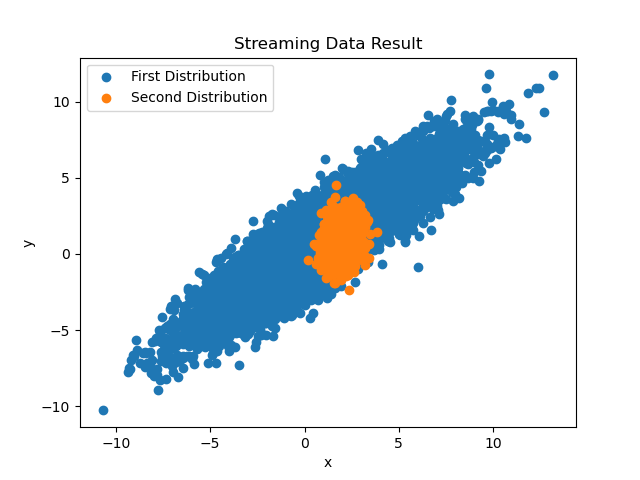 Streaming Data Result
First Distribution
Second Distribution
10
5
0
−5
−10
y
−10 −5 0 5 10
x